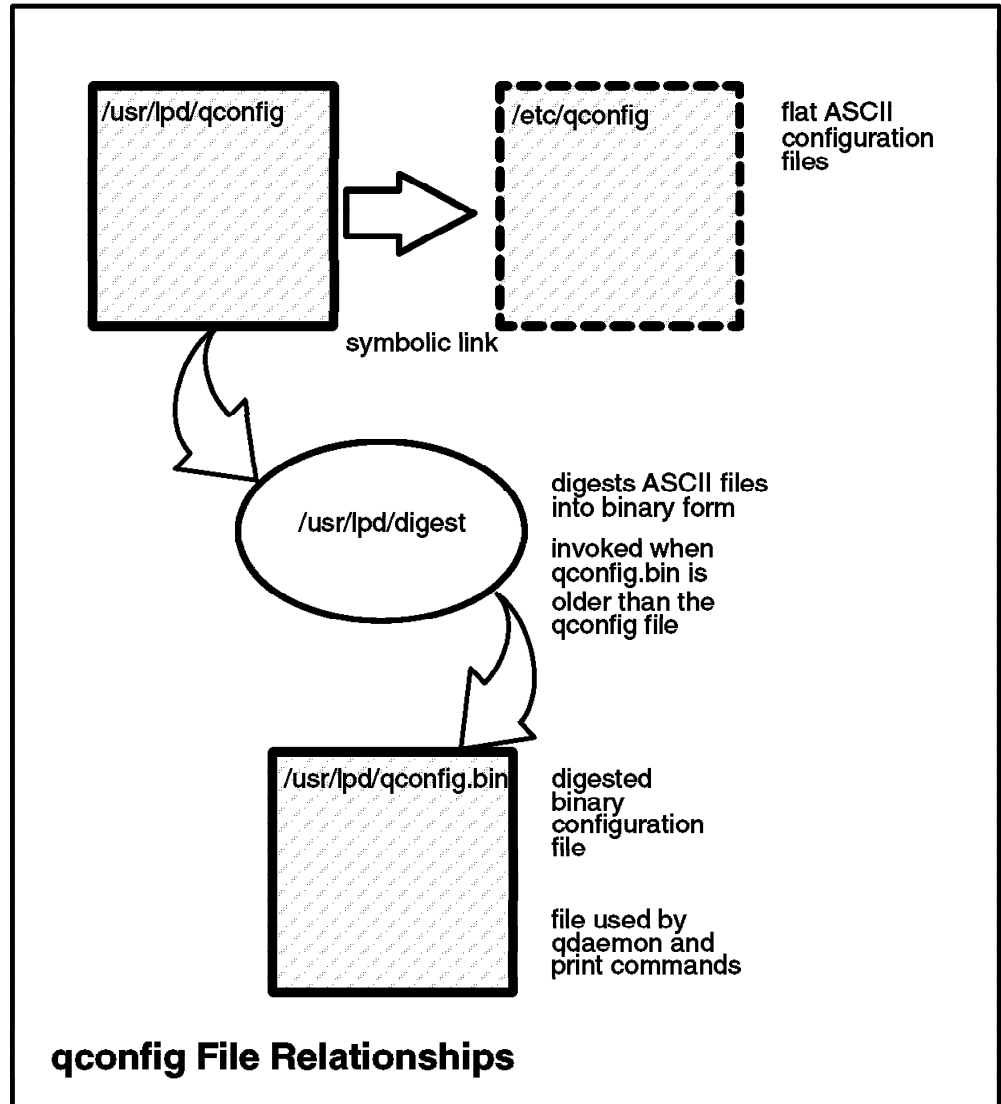 /usr/lpd/qconfig
/etc/qconfig
flat ASCII
configuration
files
symbolic link
/usr/lpd/digest
digests ASCII files
into binary form
invoked when
qconfig.bin is
older than the
qconfig file
/usr/lpd/qconfig.bin
digested
binary
configuration
file
file used by
qdaemon and
print commands
qconfig File Relationships